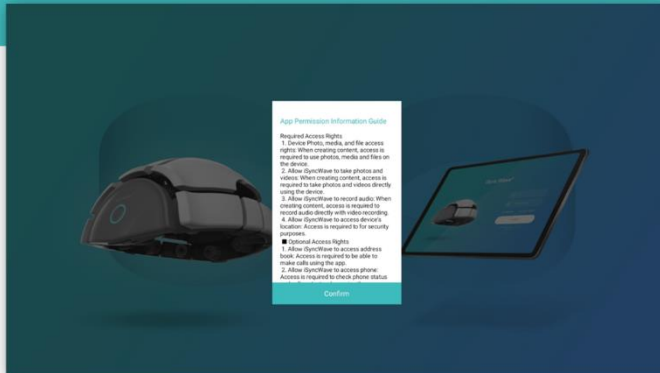 App Permission Information Guide
Required Access Rights
1. Device Photo, media, and file access
rights: When creating content, access is
required to use photos, media and files on
the device.
2. Allow iSyncWave to take photos and
videos: When creating content, access is
required to take photos and videos directly
using the device.
3. Allow iSyncWave to record audio: When
creating content, access is required to
record audio directly with video recording.
4. Allow iSyncWave to access device's
location: Access is required to for security
purposes.
■ Optional Access Rights
1. Allow iSyncWave to access address
book: Access is required to be able to
make calls using the app.
2. Allow iSyncWave to access phone:
Access is required to check phone status
Confirm